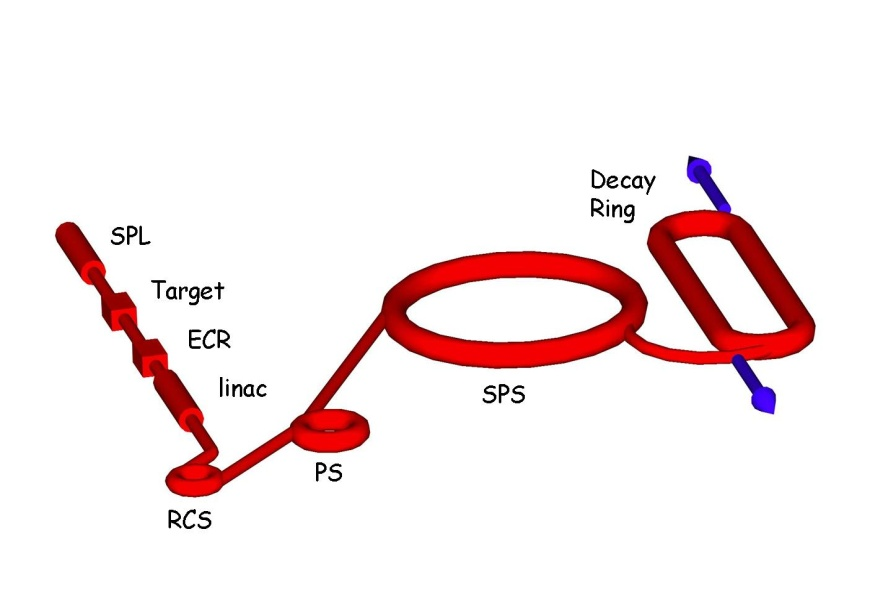 SPL
Target
ECR
linac
RCS
PS
SPS
Decay
Ring